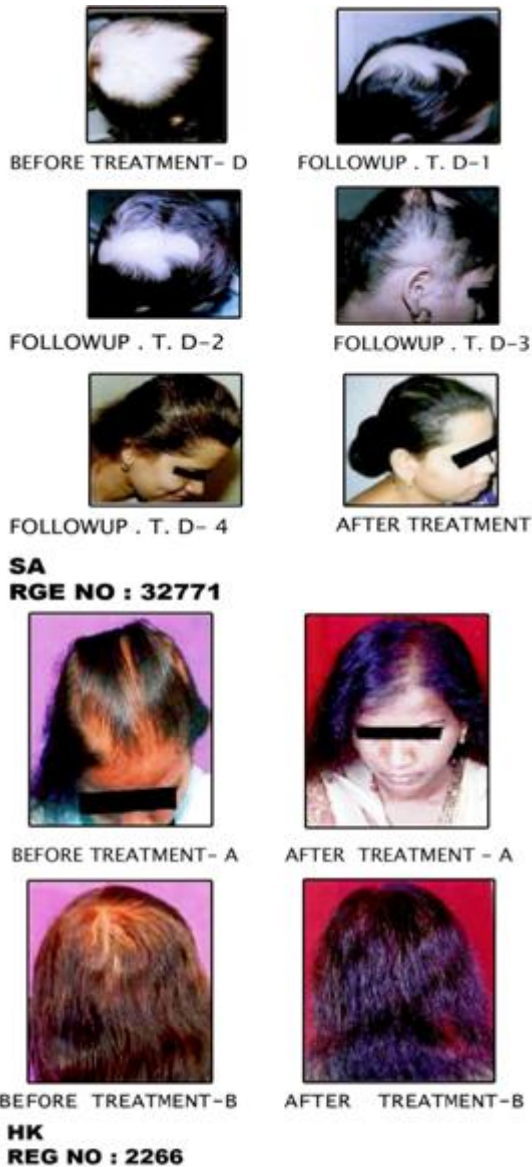 BEFORE TREATMENT- D
FOLLOWUP . T. D-1
FOLLOWUP . T. D-2
FOLLOWUP . T. D-3
FOLLOWUP . T. D- 4
AFTER TREATMENT
SA
RGE NO : 32771
BEFORE TREATMENT- A
AFTER TREATMENT - A
BEFORE TREATMENT-B
AFTER TREATMENT-B
HK
REG NO : 2266